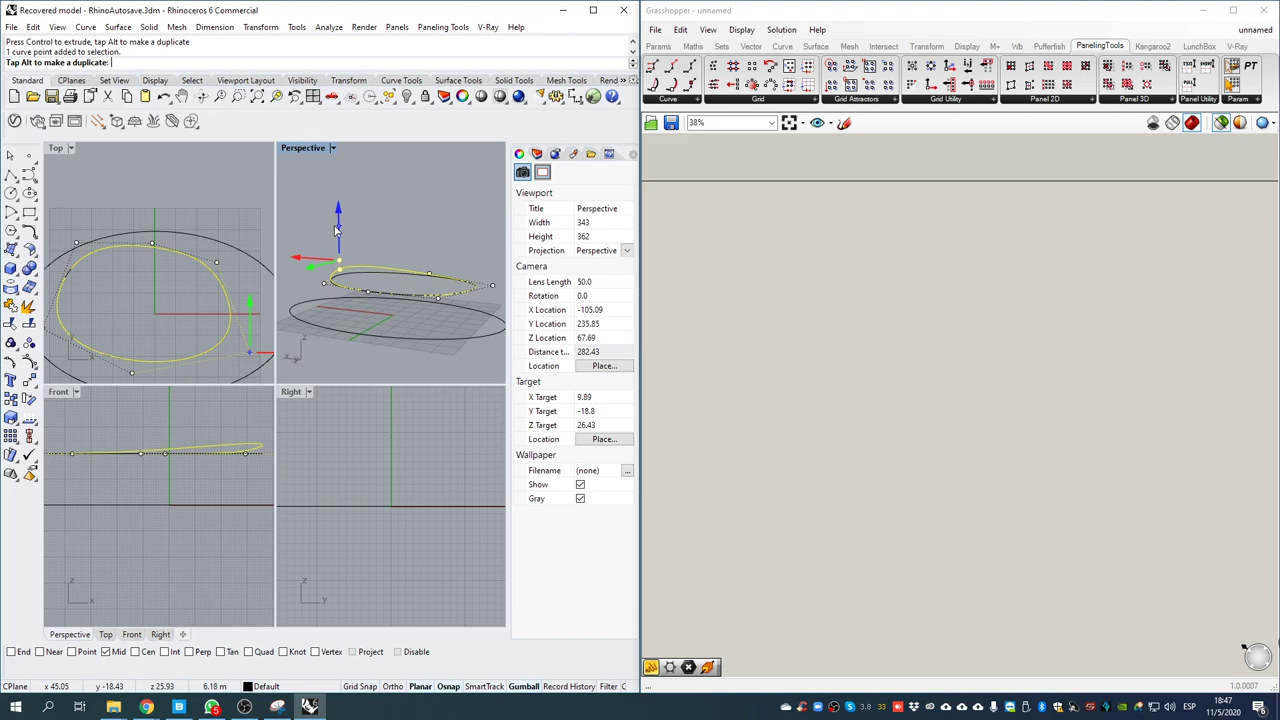 Recovered model - RhinoAutosave.3dm - Rhinoceros 6 Commercial
File Edit View Curve Surface Solid Mesh Dimension Transform Tools Analyze Render Panels Paneling Tools V-Ray Help
Press Control to extrude, tap Alt to make a duplicate
1 curve point added to selection.
Tap Alt to make a duplicate:
Standard CPlanes Set View Display Select Viewport Layout Visibility Transform Curve Tools Surface Tools Solid Tools Mesh Tools Rend »
Top
Perspective
Front
Right
Viewport
Title Perspective
Width 343
Height 362
Projection Perspective
Camera
Lens Length 50.0
Rotation 0.0
X Location -105.09
Y Location 235.85
Z Location 67.69
Distance t... 282.43
Location Place...
Target
X Target 9.89
Y Target -18.8
Z Target 26.43
Location Place...
Wallpaper
Filename (none) ...
Show
Gray
z
x
z
y
Perspective Top Front Right
End Near Point Mid Cen Int Perp Tan Quad Knot Vertex Project Disable
CPlane x 45.05 y -18.43 z 25.93 6.18 m Default Grid Snap Ortho Planar Osnap SmartTrack Gumball Record History Filter C
Grasshopper - unnamed
File Edit View Display Solution Help unnamed
Params Maths Sets Vector Curve Surface Mesh Intersect Transform Display M+ Wb Pufferfish PanelingTools Kangaroo2 LunchBox V-Ray
Curve Grid Grid Attractors Grid Utility Panel 2D Panel 3D Panel Utility Param
38%
...
1.0.0007
3.8 33 ESP 18:47
11/5/2020